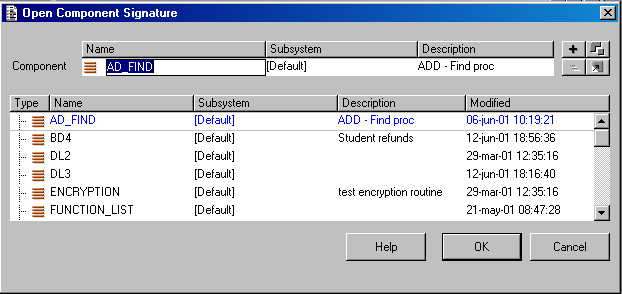 Open Component Signature
Name Subsystem Description
Component AD_FIND [Default] ADD - Find proc
Type Name Subsystem Description Modified
AD_FIND [Default] ADD - Find proc 06-jun-01 10:19:21
BD4 [Default] Student refunds 12-jun-01 18:56:36
DL2 [Default] 29-mar-01 12:35:16
DL3 [Default] 12-jun-01 18:16:40
ENCRYPTION [Default] test encryption routine 29-mar-01 12:35:16
FUNCTION_LIST [Default] 21-may-01 08:47:28
Help OK Cancel